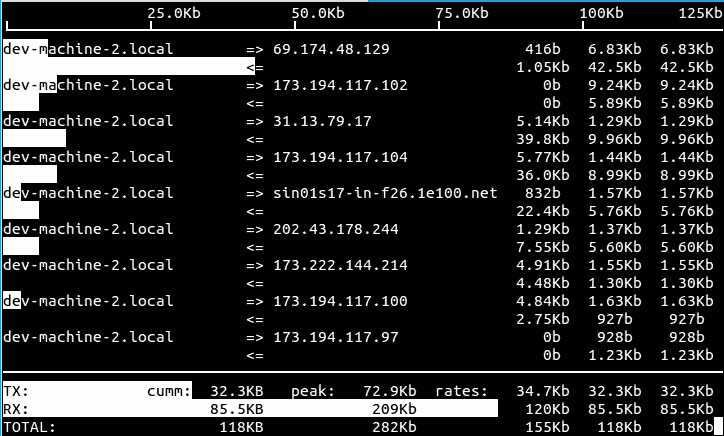 25.0Kb 50.0Kb 75.0Kb 100Kb 125Kb
dev-machine-2.local => 69.174.48.129 416b 6.83Kb 6.83Kb
<= 1.05Kb 42.5Kb 42.5Kb
dev-machine-2.local => 173.194.117.102 0b 9.24Kb 9.24Kb
<= 0b 5.89Kb 5.89Kb
dev-machine-2.local => 31.13.79.17 5.14Kb 1.29Kb 1.29Kb
<= 39.8Kb 9.96Kb 9.96Kb
dev-machine-2.local => 173.194.117.104 5.77Kb 1.44Kb 1.44Kb
<= 36.0Kb 8.99Kb 8.99Kb
dev-machine-2.local => sin01s17-in-f26.1e100.net 832b 1.57Kb 1.57Kb
<= 22.4Kb 5.76Kb 5.76Kb
dev-machine-2.local => 202.43.178.244 1.29Kb 1.37Kb 1.37Kb
<= 7.55Kb 5.60Kb 5.60Kb
dev-machine-2.local => 173.222.144.214 4.91Kb 1.55Kb 1.55Kb
<= 4.48Kb 1.30Kb 1.30Kb
dev-machine-2.local => 173.194.117.100 4.84Kb 1.63Kb 1.63Kb
<= 2.75Kb 927b 927b
dev-machine-2.local => 173.194.117.97 0b 928b 928b
<= 0b 1.23Kb 1.23Kb
TX: cumm: 32.3KB peak: 72.9Kb rates: 34.7Kb 32.3Kb 32.3Kb
RX: 85.5KB 209Kb 120Kb 85.5Kb 85.5Kb
TOTAL: 118KB 282Kb 155Kb 118Kb 118Kb